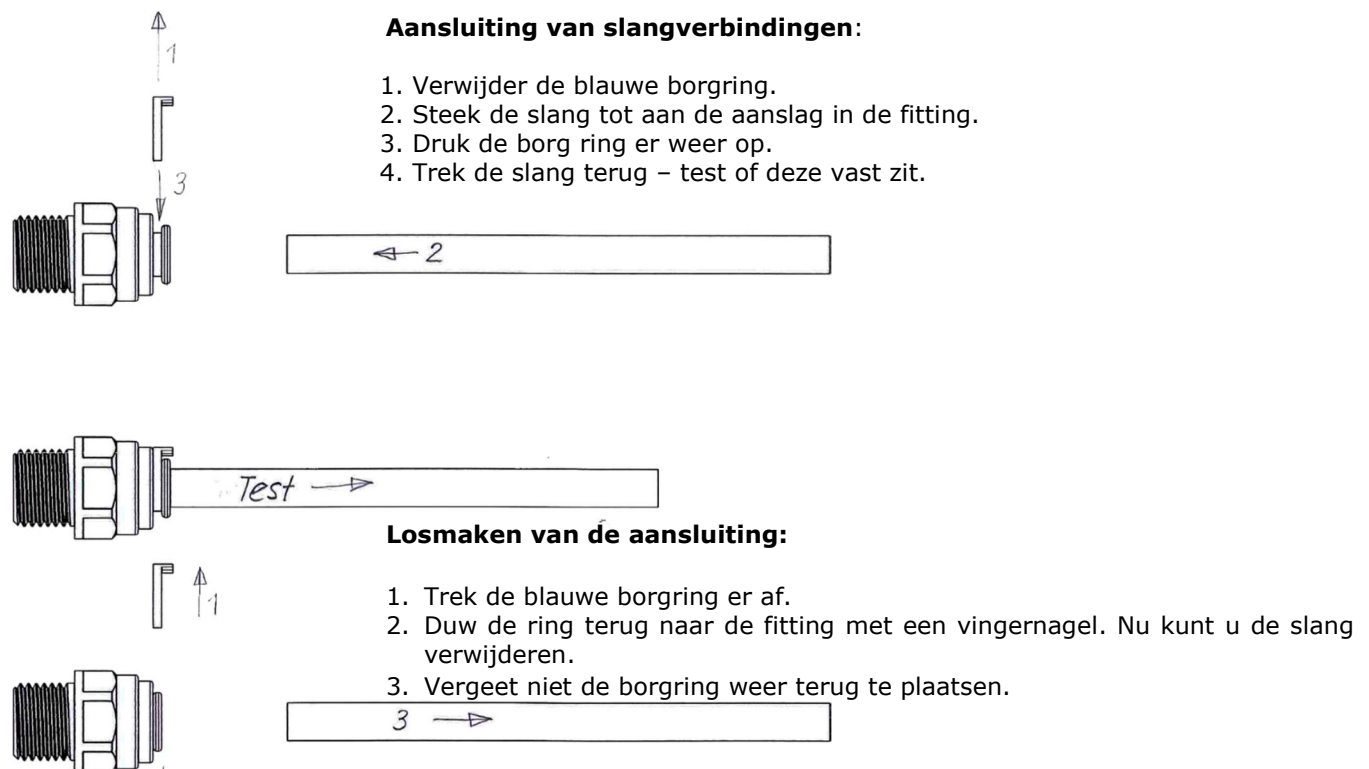 Aansluiting van slangverbindingen:
1
1. Verwijder de blauwe borgring.
2. Steek de slang tot aan de aanslag in de fitting.
3. Druk de borg ring er weer op.
4. Trek de slang terug – test of deze vast zit.
3
2
Test
Losmaken van de aansluiting:
1
1. Trek de blauwe borgring er af.
2. Duw de ring terug naar de fitting met een vingernagel. Nu kunt u de slang
verwijderen.
3. Vergeet niet de borgring weer terug te plaatsen.
3